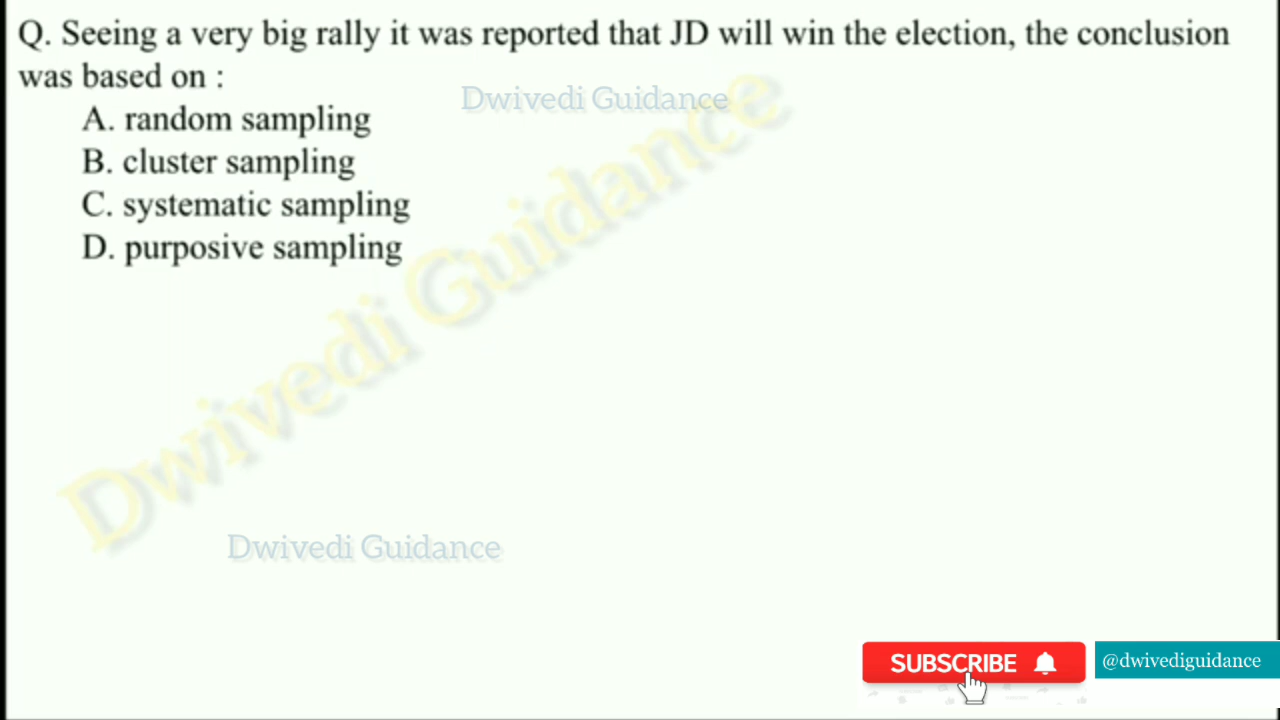 Q. Seeing a very big rally it was reported that JD will win the election, the conclusion
was based on :
Dwivedi Guidance
A. random sampling
B. cluster sampling
C. systematic sampling
D. purposive sampling
Dwivedi Guidance
Dwivedi Guidance
SUBSCRIBE
@dwivediguidance